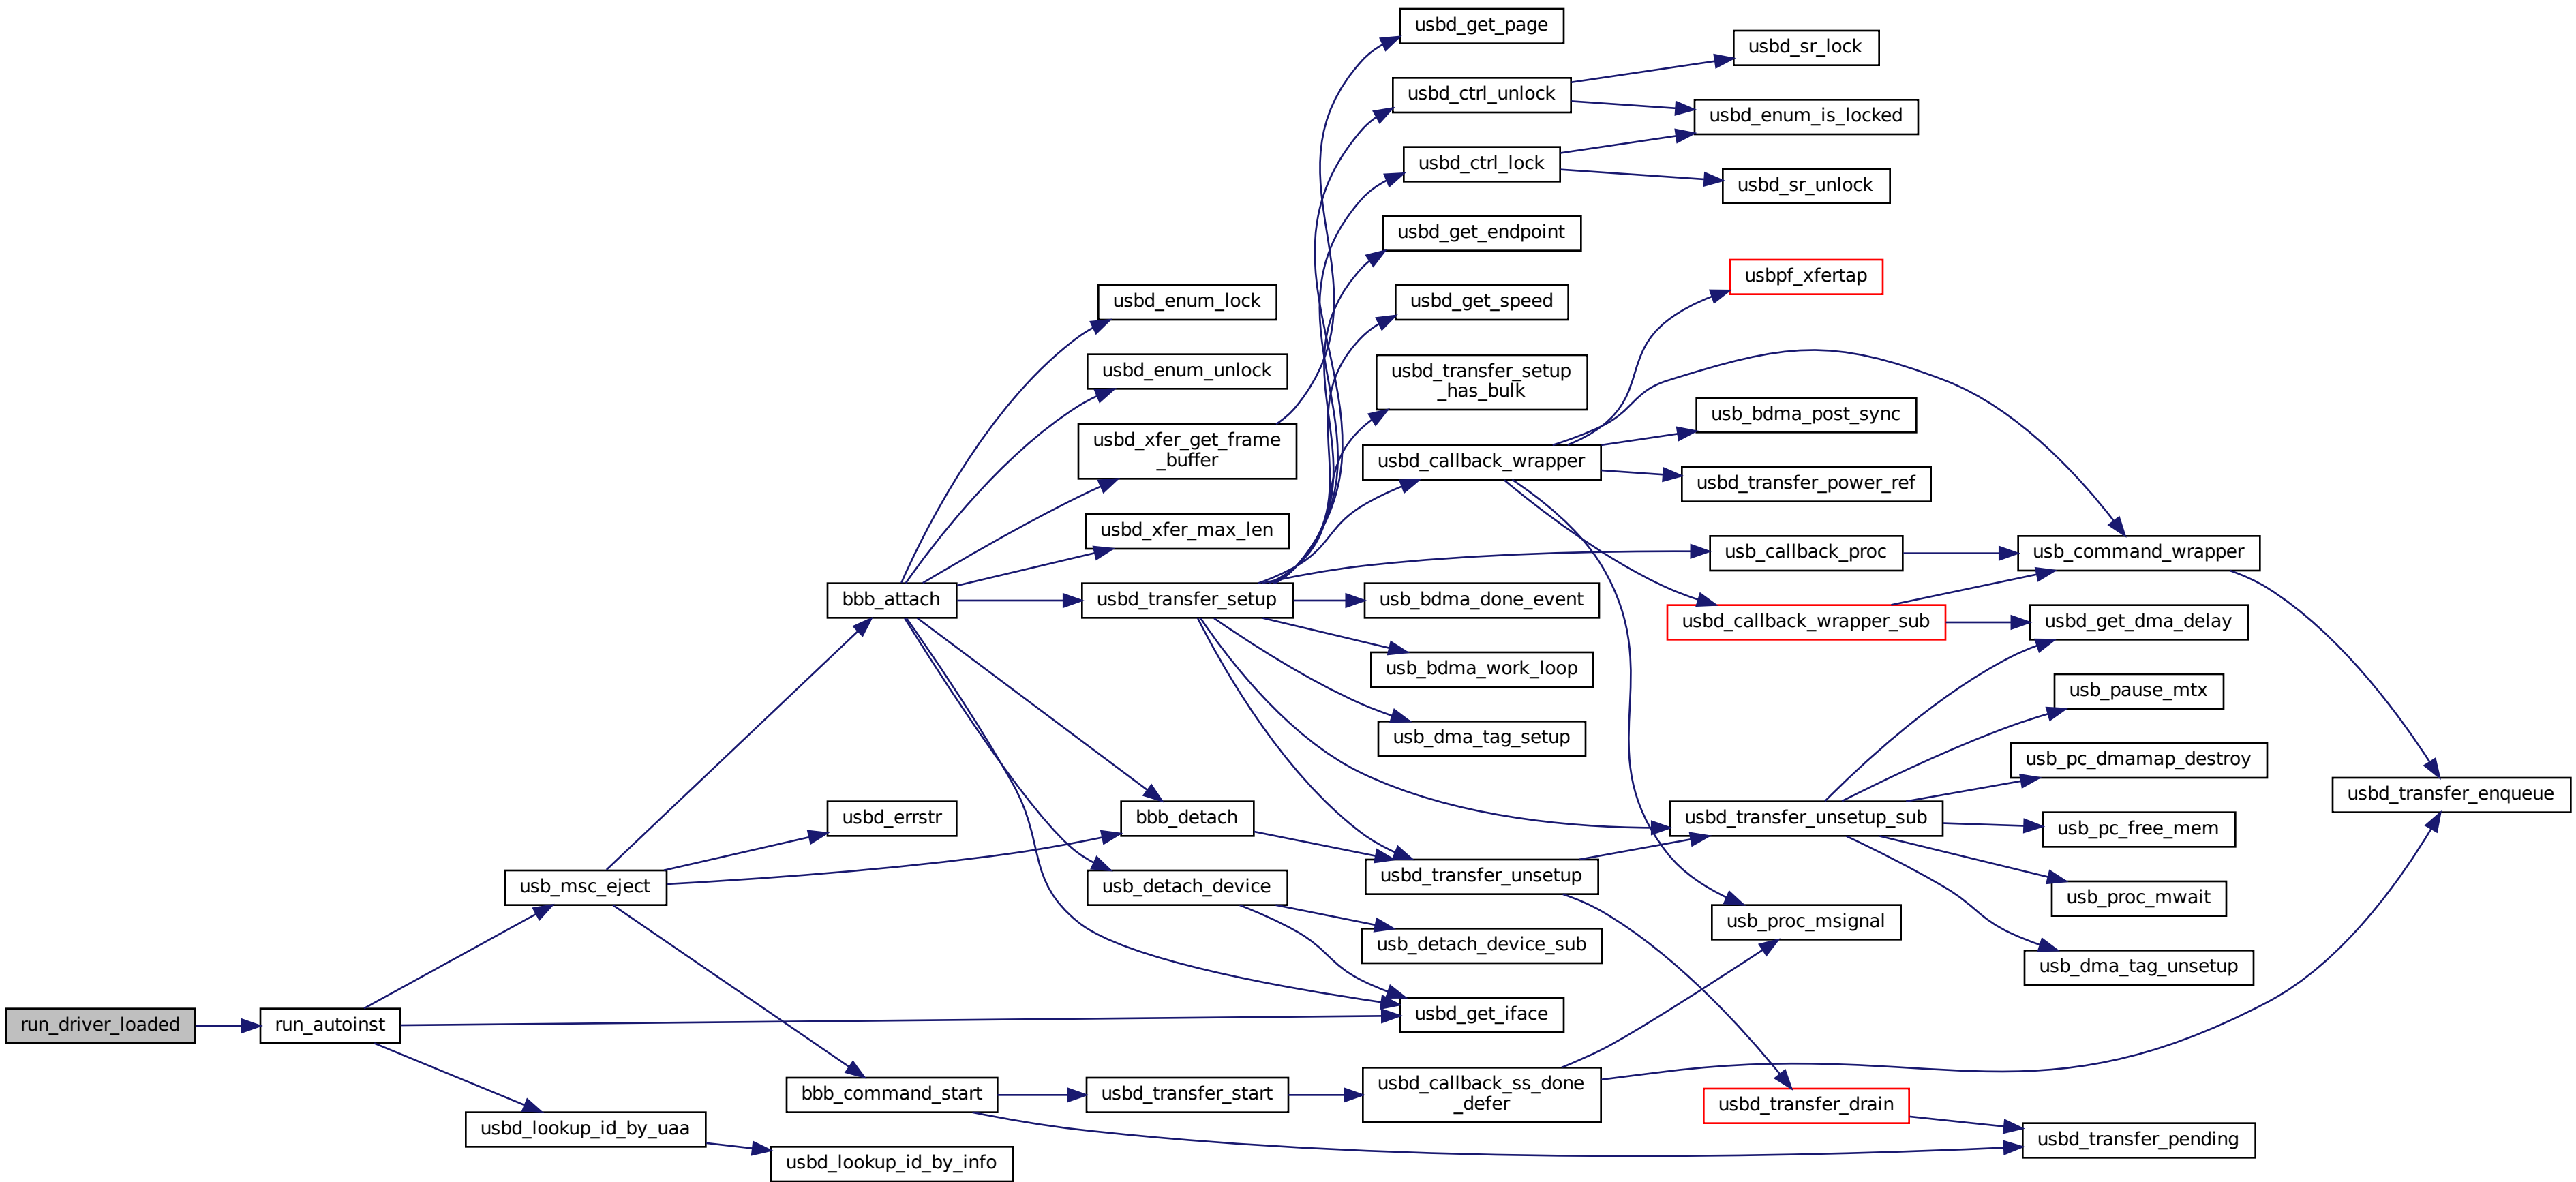 usbd_get_page
usbd_sr_lock
usbd_ctrl_unlock
usbd_enum_is_locked
usbd_ctrl_lock
usbd_sr_unlock
usbd_get_endpoint
usbpf_xfertap
usbd_enum_lock
usbd_get_speed
usbd_enum_unlock
usbd_transfer_setup
_has_bulk
usb_bdma_post_sync
usbd_xfer_get_frame
_buffer
usbd_callback_wrapper
usbd_transfer_power_ref
usbd_xfer_max_len
usb_callback_proc
usb_command_wrapper
bbb_attach
usbd_transfer_setup
usb_bdma_done_event
usbd_callback_wrapper_sub
usbd_get_dma_delay
usb_bdma_work_loop
usb_pause_mtx
usb_dma_tag_setup
usb_pc_dmamap_destroy
usbd_transfer_enqueue
usbd_errstr
bbb_detach
usbd_transfer_unsetup_sub
usb_pc_free_mem
usb_msc_eject
usb_detach_device
usbd_transfer_unsetup
usb_proc_mwait
usb_proc_msignal
usb_detach_device_sub
usb_dma_tag_unsetup
run_driver_loaded
run_autoinst
usbd_get_iface
bbb_command_start
usbd_transfer_start
usbd_callback_ss_done
_defer
usbd_transfer_drain
usbd_lookup_id_by_uaa
usbd_transfer_pending
usbd_lookup_id_by_info